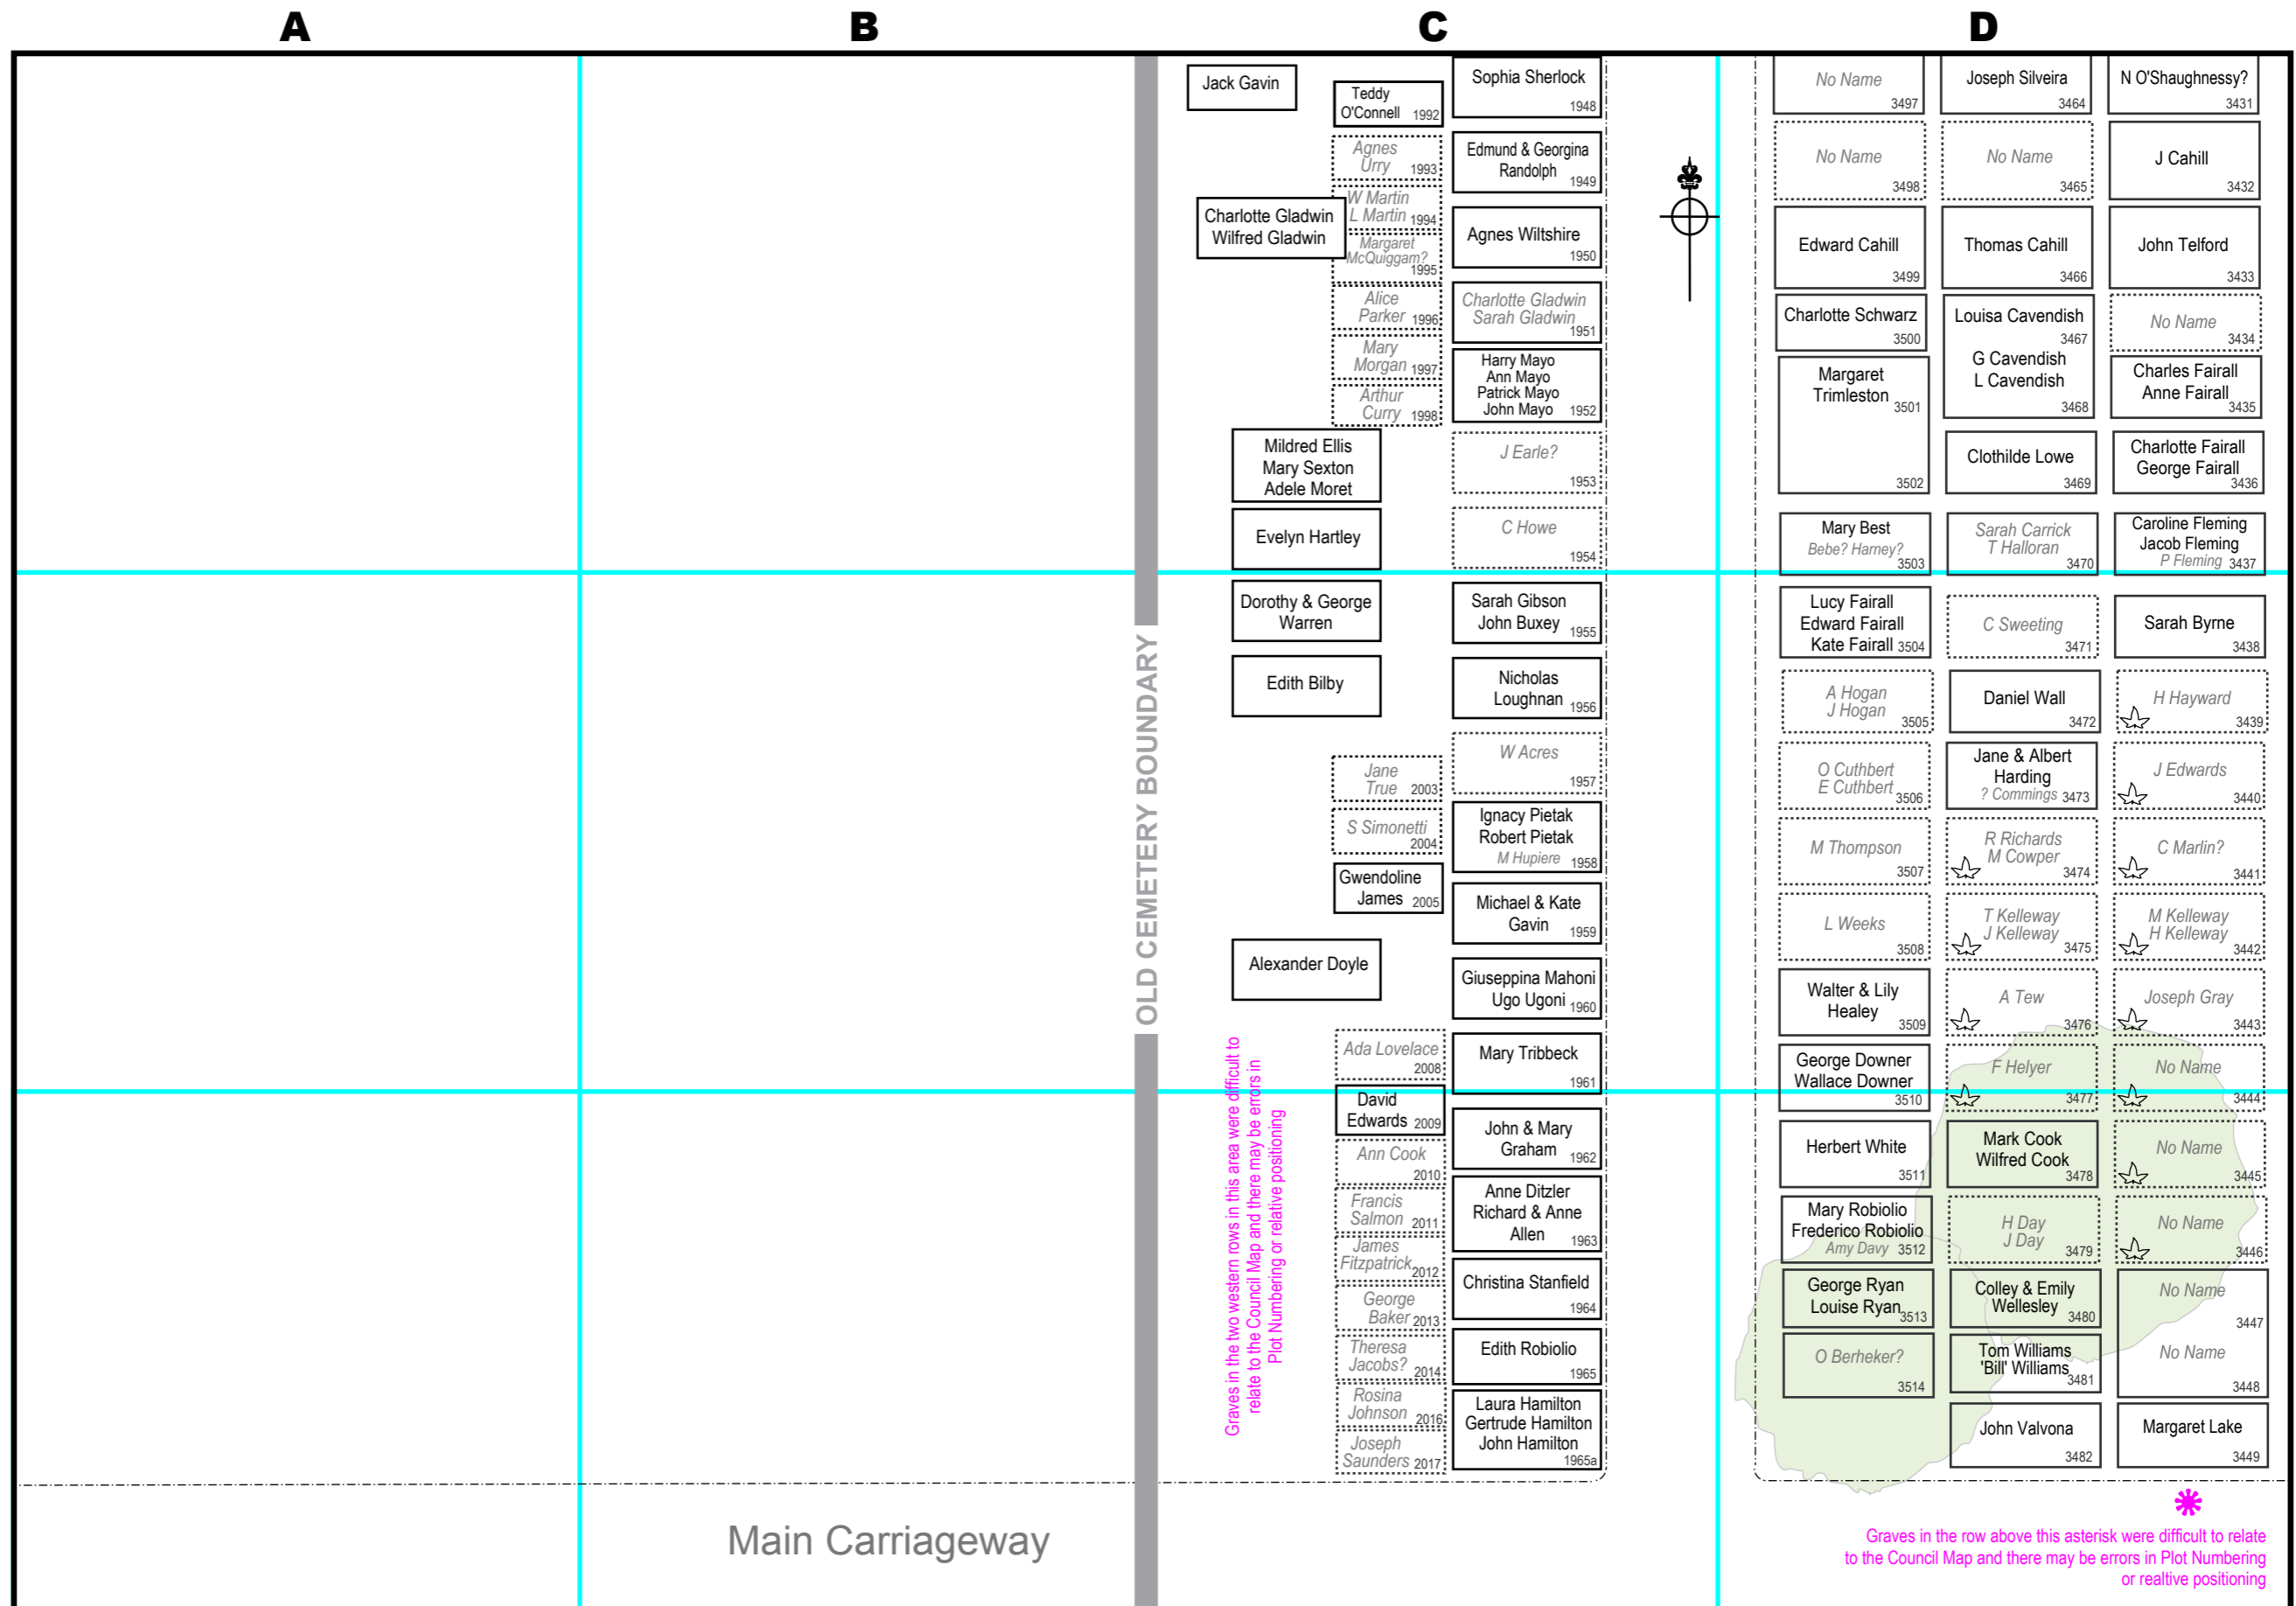 A
B
C
D
Jack Gavin
Charlotte Gladwin
Wilfred Gladwin
Mildred Ellis
Mary Sexton
Adele Moret
Evelyn Hartley
Dorothy & George
Warren
Edith Bilby
Alexander Doyle
OLD CEMETERY BOUNDARY
Graves in the two western rows in this area were difficult to
relate to the Council Map and there may be errors in
Plot Numbering or relative positioning
Teddy
O'Connell 1992
Agnes
Urry 1993
W Martin
L Martin 1994
Margaret
McQuiggam?
1995
Alice
Parker 1996
Mary
Morgan 1997
Arthur
Curry 1998
Jane
True 2003
S Simonetti
2004
Gwendoline
James 2005
Ada Lovelace
2008
David
Edwards 2009
Ann Cook
2010
Francis
Salmon 2011
James
Fitzpatrick 2012
George
Baker 2013
Theresa
Jacobs? 2014
Rosina
Johnson 2016
Joseph
Saunders 2017
Sophia Sherlock
1948
Edmund & Georgina
Randolph
1949
Agnes Wiltshire
1950
Charlotte Gladwin
Sarah Gladwin
1951
Harry Mayo
Ann Mayo
Patrick Mayo
John Mayo 1952
J Earle?
1953
C Howe
1954
Sarah Gibson
John Buxey
1955
Nicholas
Loughnan
1956
W Acres
1957
Ignacy Pietak
Robert Pietak
M Hupiere 1958
Michael & Kate
Gavin
1959
Giuseppina Mahoni
Ugo Ugoni 1960
Mary Tribbeck
1961
John & Mary
Graham
1962
Anne Ditzler
Richard & Anne
Allen
1963
Christina Stanfield
1964
Edith Robiolio
1965
Laura Hamilton
Gertrude Hamilton
John Hamilton
1965a
No Name
3497
No Name
3498
Edward Cahill
3499
Charlotte Schwarz
3500
Margaret
Trimleston
3501
3502
Mary Best
Bebe? Harney?
3503
Lucy Fairall
Edward Fairall
Kate Fairall 3504
A Hogan
J Hogan
3505
O Cuthbert
E Cuthbert
3506
M Thompson
3507
L Weeks
3508
Walter & Lily
Healey
3509
George Downer
Wallace Downer
3510
Herbert White
3511
Mary Robiolio
Frederico Robiolio
Amy Davy 3512
George Ryan
Louise Ryan 3513
O Berheker?
3514
Joseph Silveira
3464
No Name
3465
Thomas Cahill
3466
Louisa Cavendish
3467
G Cavendish
L Cavendish
3468
Clothilde Lowe
3469
Sarah Carrick
T Halloran
3470
C Sweeting
3471
Daniel Wall
3472
Jane & Albert
Harding
? Commings 3473
R Richards
M Cowper
3474
T Kelleway
J Kelleway
3475
A Tew
3476
F Helyer
3477
Mark Cook
Wilfred Cook
3478
H Day
J Day
3479
Colley & Emily
Wellesley
3480
Tom Williams
'Bill' Williams
3481
John Valvona
3482
N O'Shaughnessy?
3431
J Cahill
3432
John Telford
3433
No Name
3434
Charles Fairall
Anne Fairall
3435
Charlotte Fairall
George Fairall
3436
Caroline Fleming
Jacob Fleming
P Fleming 3437
Sarah Byrne
3438
H Hayward
3439
J Edwards
3440
C Marlin?
3441
M Kelleway
H Kelleway
3442
Joseph Gray
3443
No Name
3444
No Name
3445
No Name
3446
No Name
3447
No Name
3448
Margaret Lake
3449
Main Carriageway
Graves in the row above this asterisk were difficult to relate
to the Council Map and there may be errors in Plot Numbering
or realtive positioning